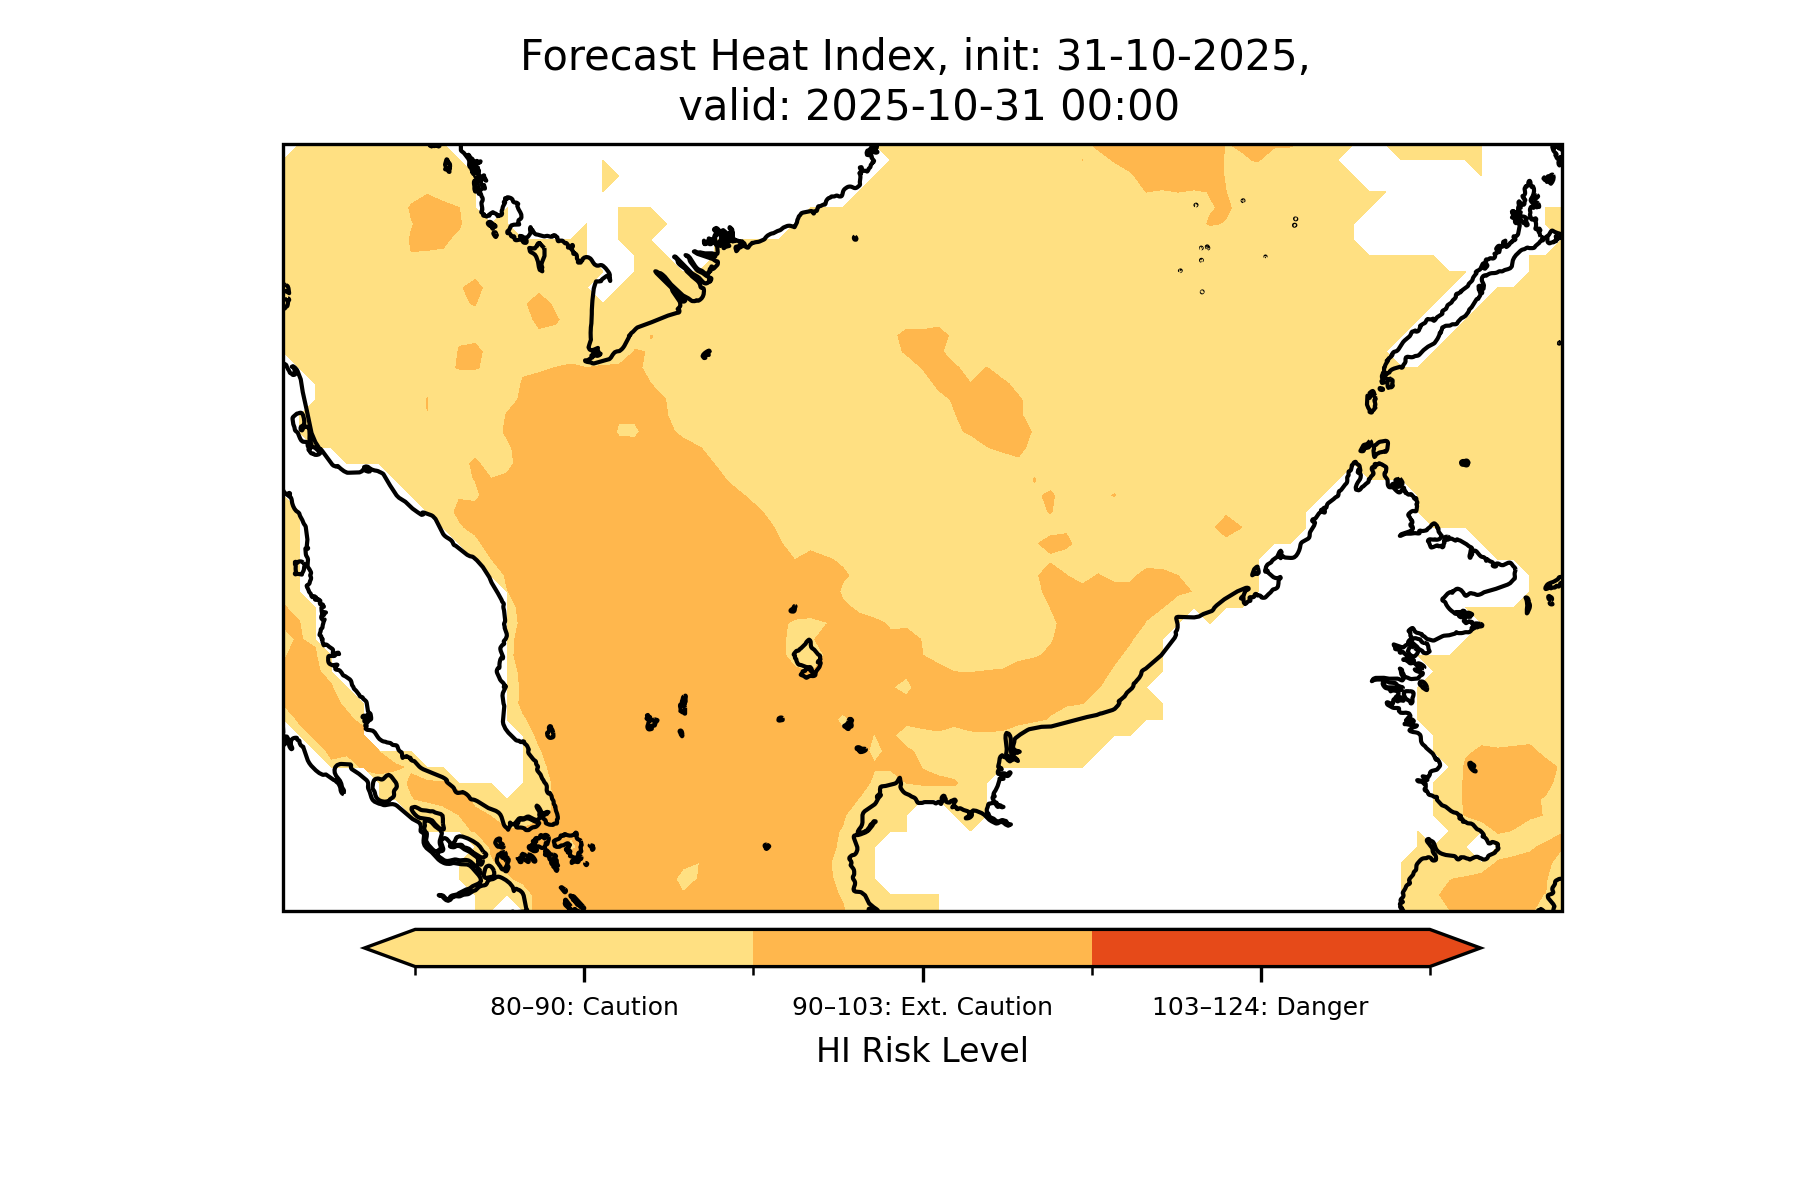 Forecast Heat Index, init: 31-10-2025,
valid: 2025-10-31 00:00
80–90: Caution
90–103: Ext. Caution
103–124: Danger
HI Risk Level